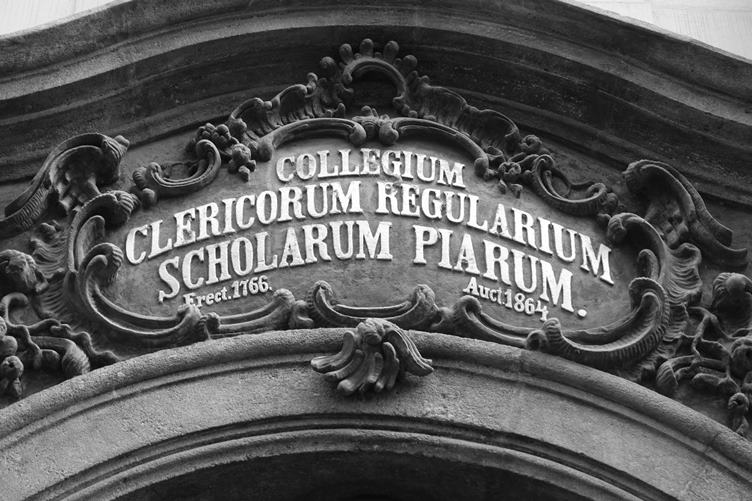 COLLEGIUM
CLERICORUM REGULARIUM
SCHOLARUM PIARUM.
Erect.1766. Auct.1864